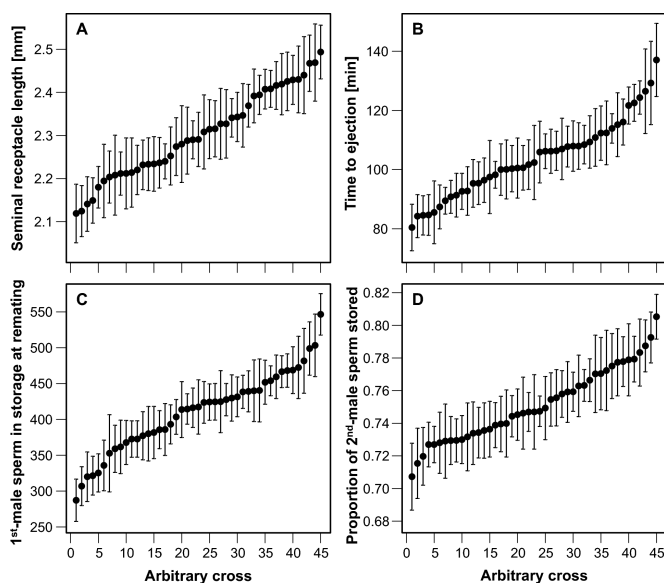 A
Seminal receptacle length [mm]
2.5
2.4
2.3
2.2
2.1
B
Time to ejection [min]
140
120
100
80
C
1st-male sperm in storage at remating
550
500
450
400
350
300
250
0 5 10 15 20 25 30 35 40 45
Arbitrary cross
D
Proportion of 2nd-male sperm stored
0.82
0.80
0.78
0.76
0.74
0.72
0.70
0.68
0 5 10 15 20 25 30 35 40 45
Arbitrary cross